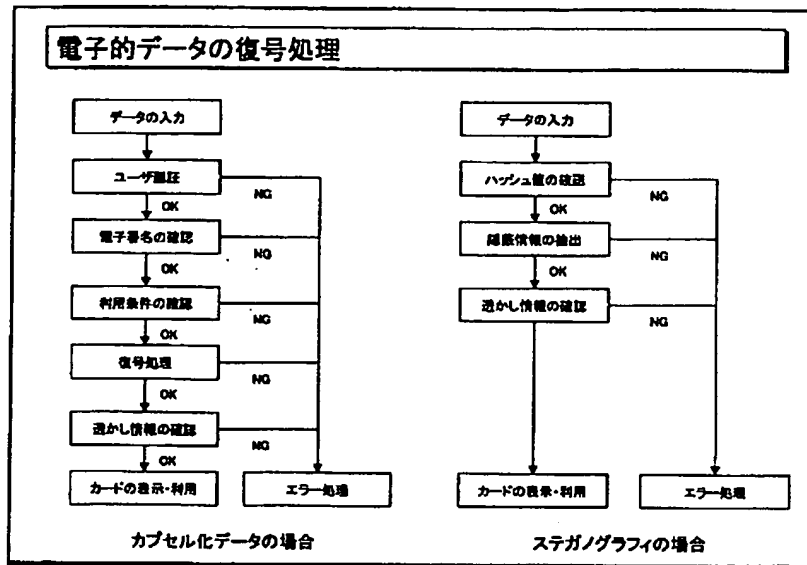 電子的データの復号処理
データの入力
ユーザ認証
NG
OK
電子署名の確認
NG
OK
利用条件の確認
NG
OK
復号処理
NG
OK
透かし情報の確認
NG
OK
カードの表示・利用
エラー処理
カプセル化データの場合
データの入力
ハッシュ値の確認
NG
OK
隠蔽情報の抽出
NG
OK
透かし情報の確認
NG
カードの表示・利用
エラー処理
ステガノグラフィの場合